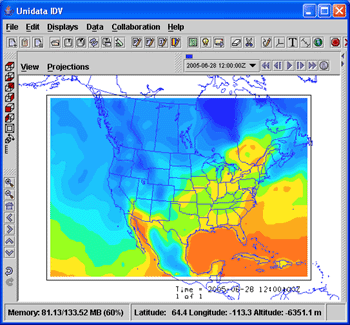 Unidata IDV
File Edit Displays Data Collaboration Help
View Projections
2005-06-28 12:00:00Z
Time = 2005-06-28 12:00:00Z
1 of 1
Memory: 81.13/133.52 MB (60%) Latitude: 64.4 Longitude: -113.3 Altitude: -6351.1 m